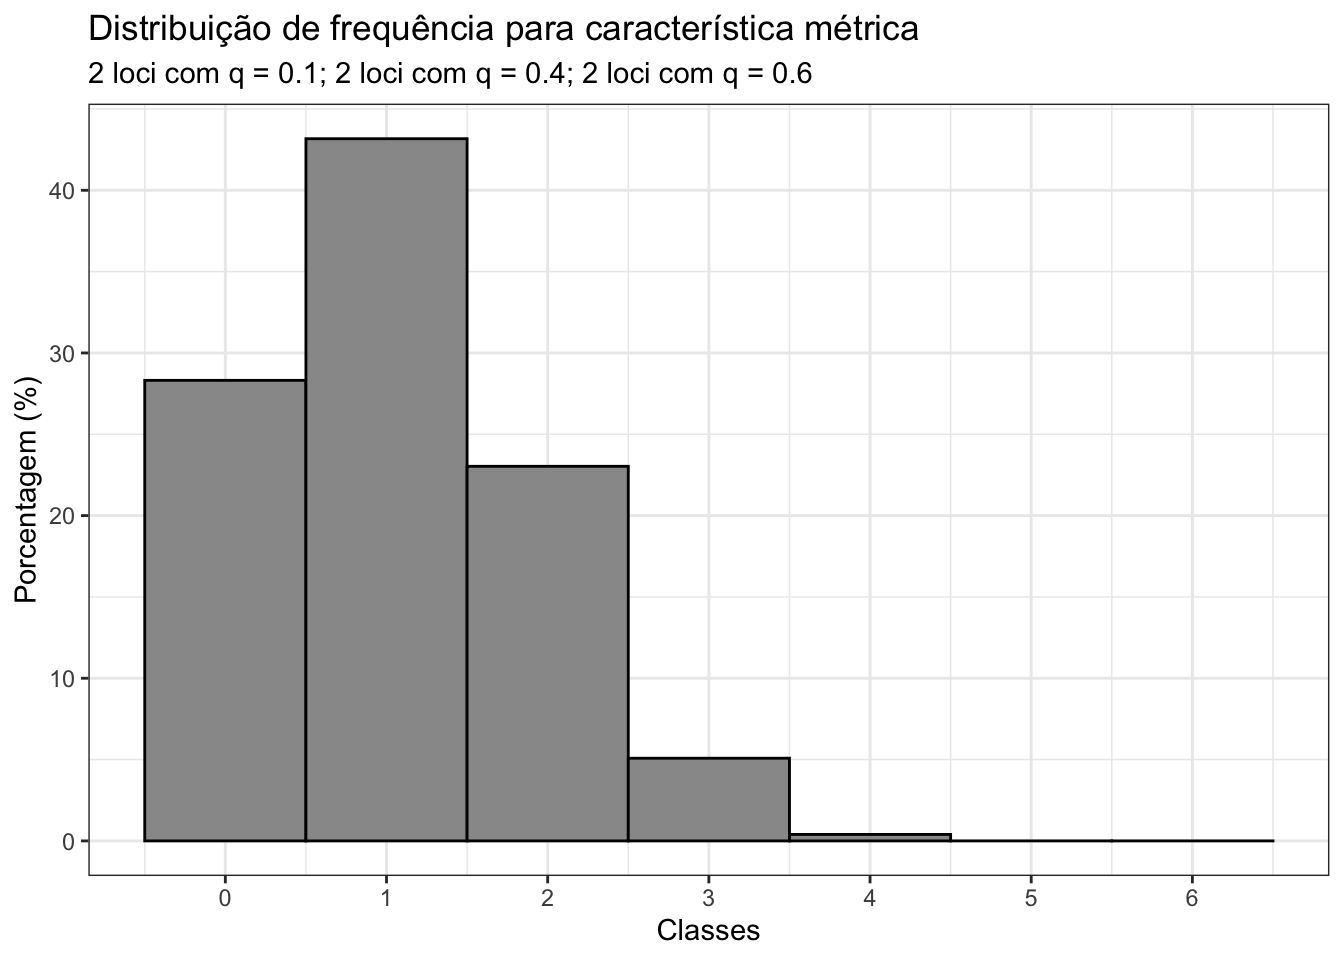 Distribuição de frequência para característica métrica
2 loci com q = 0.1; 2 loci com q = 0.4; 2 loci com q = 0.6
Porcentagem (%)
40
30
20
10
0
0 1 2 3 4 5 6
Classes